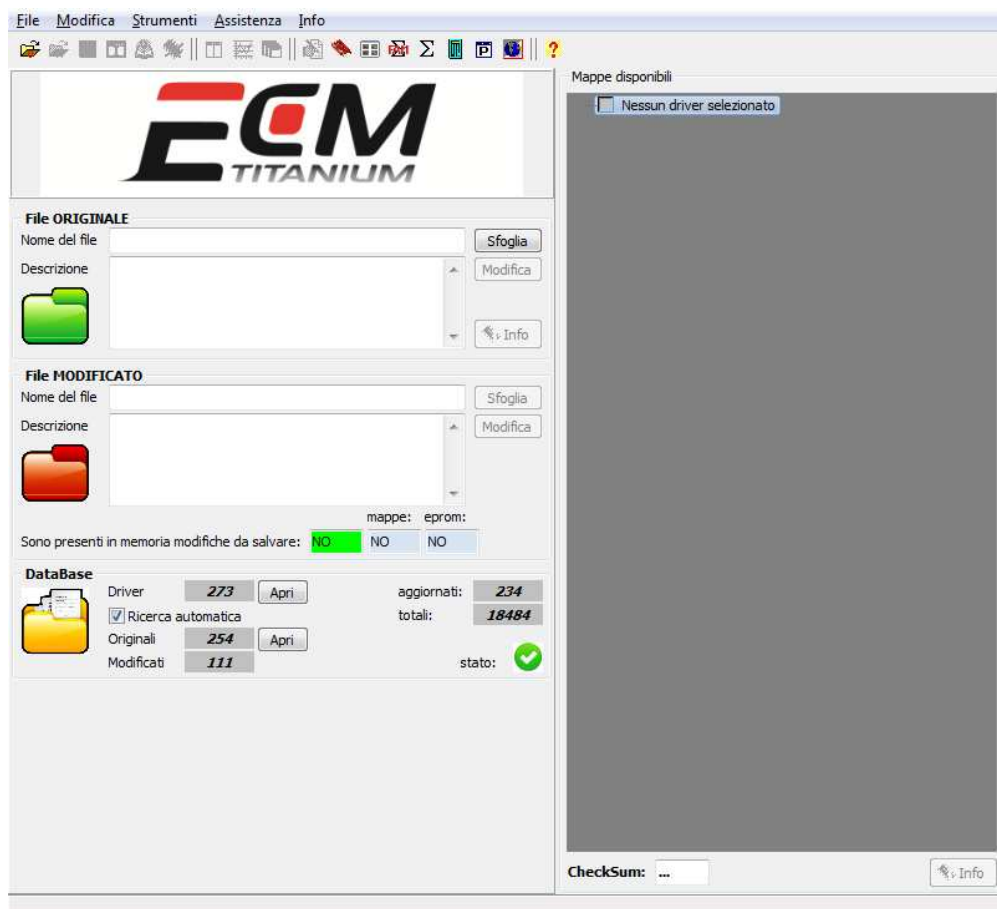 File Modifica Strumenti Assistenza Info
Mappe disponibili
Nessun driver selezionato
ECM
TITANIUM
File ORIGINALE
Nome del file Sfoglia
Descrizione Modifica
Info
File MODIFICATO
Nome del file Sfoglia
Descrizione Modifica
mappe: eprom:
Sono presenti in memoria modifiche da salvare: NO NO NO
DataBase
Driver 273 Apri aggiornati: 234
Ricerca automatica totali: 18484
Originali 254 Apri
Modificati 111 stato:
CheckSum: ... Info